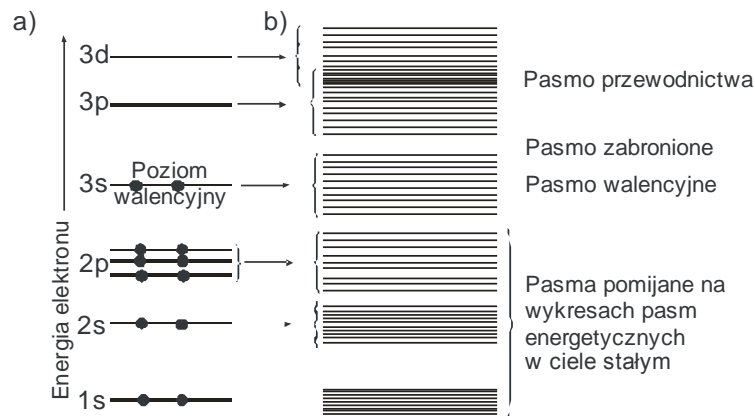 a)
b)
3d
3p
Pasmo przewodnictwa
Pasmo zabronione
Poziom
walencyjny
3s
Pasmo walencyjne
2p
Pasma pomijane na
wykresach pasm
energetycznych
w ciele stałym
2s
1s
Energia elektronu